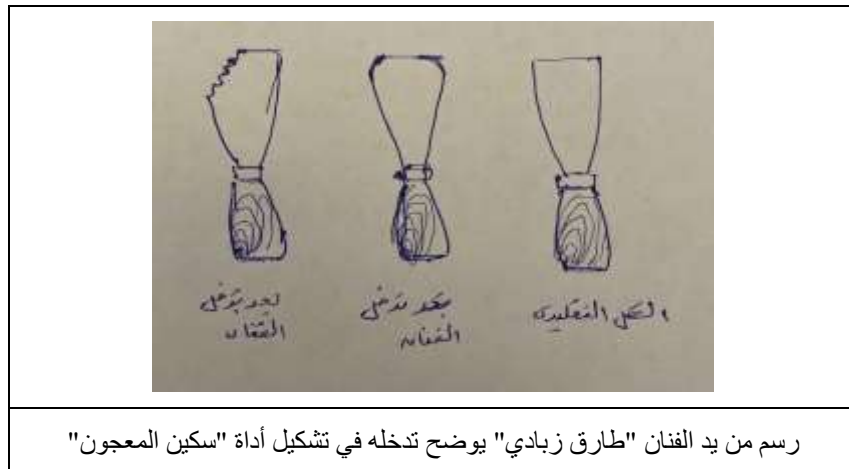 الشكل التقليدى
بعد تدخل
الفنان
بعد تدخل
الفنان
رسم من يد الفنان "طارق زبادي" يوضح تدخله في تشكيل أداة "سكين المعجون"